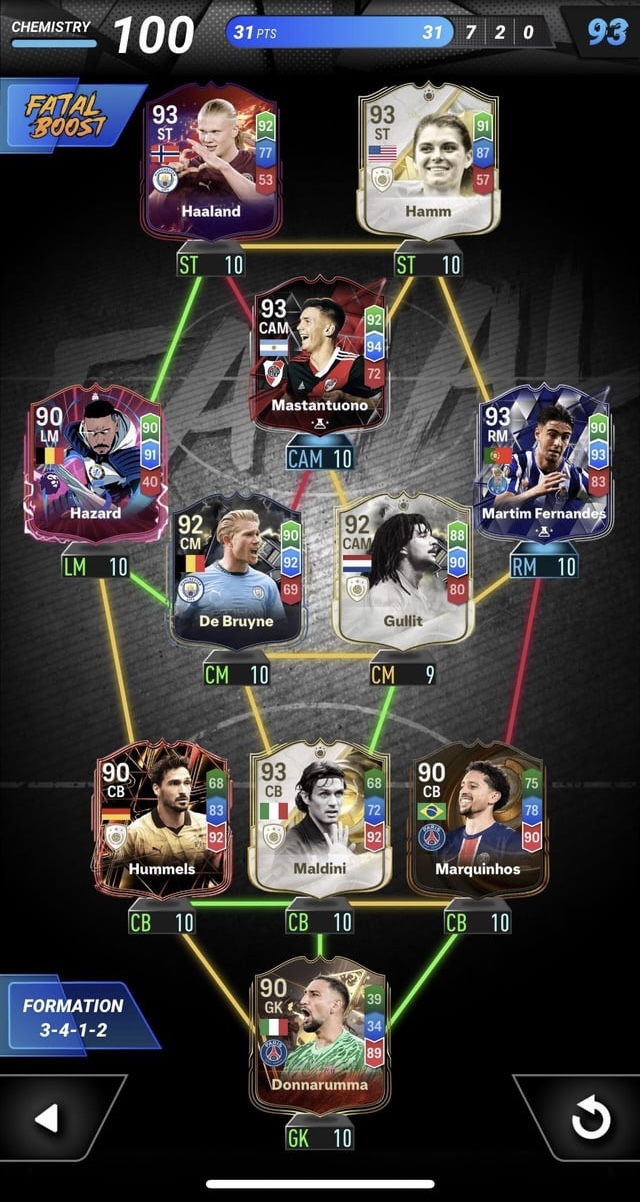 CHEMISTRY 100 31 PTS 31 7 2 0 93
FATAL
BOOST
93
ST
92
77
53
Haaland
ST 10
93
ST
91
87
57
Hamm
ST 10
93
CAM
92
94
72
Mastantuono
CAM 10
90
LM
90
91
40
Hazard
LM 10
93
RM
90
93
83
Martim Fernandes
RM 10
92
CM
90
92
69
De Bruyne
CM 10
92
CAM
88
90
80
Gullit
CM 9
90
CB
68
83
92
Hummels
CB 10
93
CB
68
72
92
Maldini
CB 10
90
CB
75
78
90
Marquinhos
CB 10
FORMATION
3-4-1-2
90
GK
39
34
89
Donnarumma
GK 10